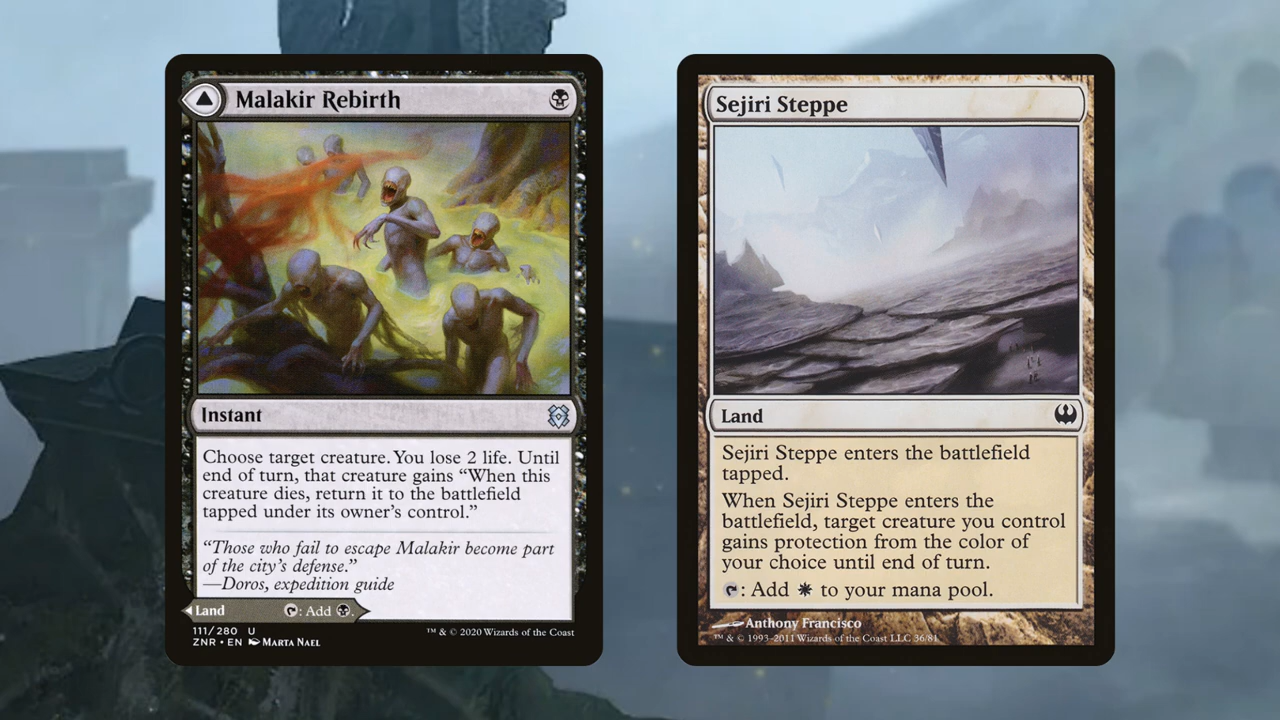 Malakir Rebirth
Instant
Choose target creature. You lose 2 life. Until
end of turn, that creature gains “When this
creature dies, return it to the battlefield
tapped under its owner’s control.”
“Those who fail to escape Malakir become part
of the city’s defense.”
—Doros, expedition guide
Land : Add .
111/280 U
ZNR • EN MARTA NAEL
™ & © 2020 Wizards of the Coast
Sejiri Steppe
Land
Sejiri Steppe enters the battlefield
tapped.
When Sejiri Steppe enters the
battlefield, target creature you control
gains protection from the color of
your choice until end of turn.
: Add to your mana pool.
Anthony Francisco
™ & © 1993–2011 Wizards of the Coast LLC 36/81